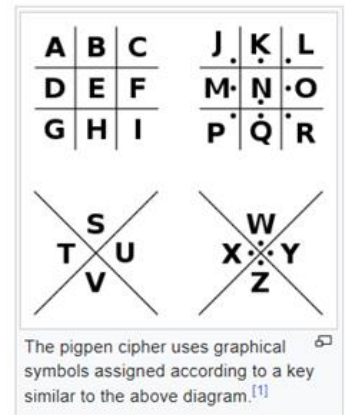 A B C J K L
D E F M N O
G H I P Q R
S W
T U X Y
V Z
The pigpen cipher uses graphical
symbols assigned according to a key
similar to the above diagram.[1]